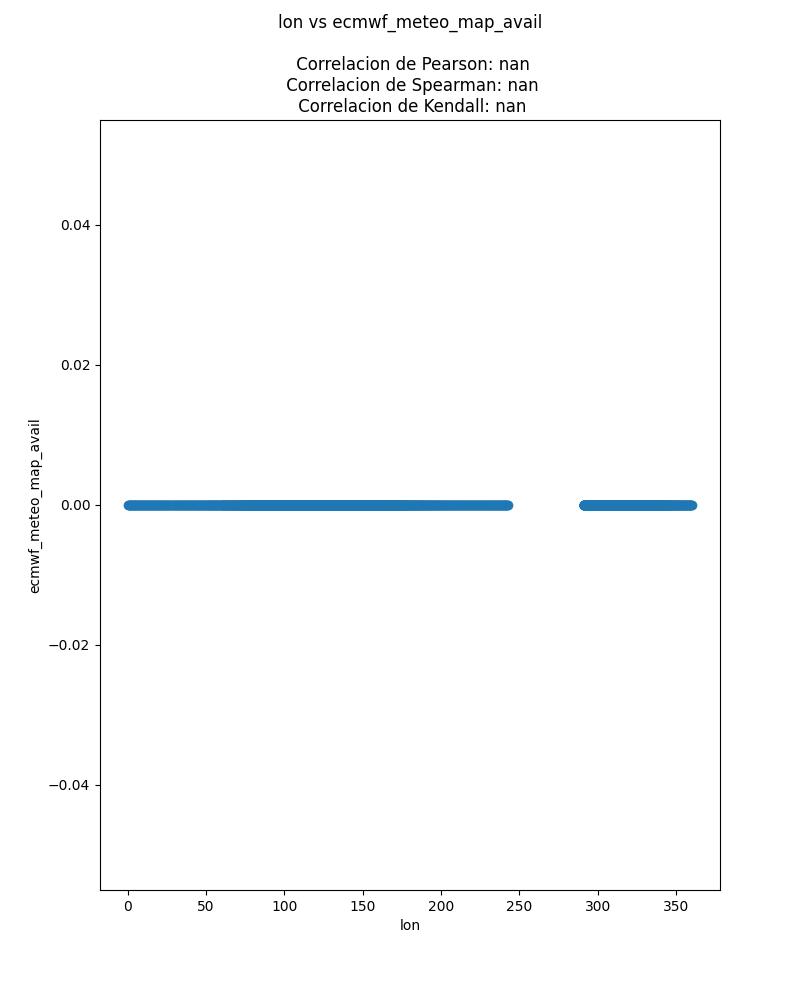 lon vs ecmwf_meteo_map_avail
Correlacion de Pearson: nan
Correlacion de Spearman: nan
Correlacion de Kendall: nan
0.04
0.02
0.00
−0.02
−0.04
ecmwf_meteo_map_avail
0 50 100 150 200 250 300 350
lon